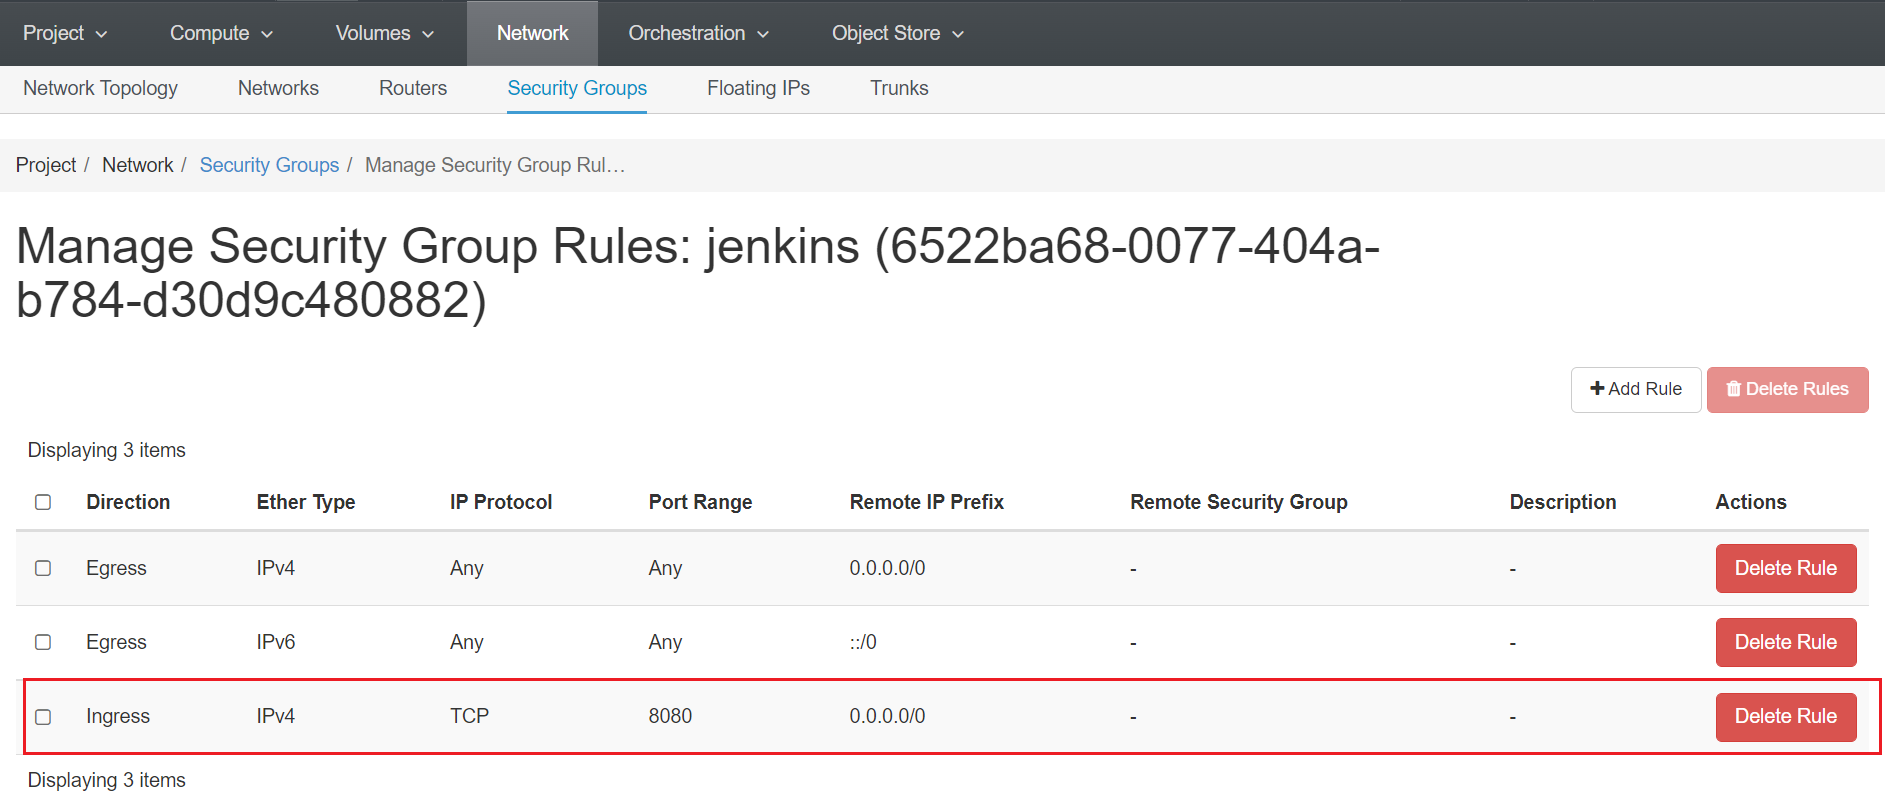 Project Compute Volumes Network Orchestration Object Store
Network Topology Networks Routers Security Groups Floating IPs Trunks
Project / Network / Security Groups / Manage Security Group Rul…
Manage Security Group Rules: jenkins (6522ba68-0077-404a-
b784-d30d9c480882)
Add Rule Delete Rules
Displaying 3 items
Direction Ether Type IP Protocol Port Range Remote IP Prefix Remote Security Group Description Actions
Egress IPv4 Any Any 0.0.0.0/0 - - Delete Rule
Egress IPv6 Any Any ::/0 - - Delete Rule
Ingress IPv4 TCP 8080 0.0.0.0/0 - - Delete Rule
Displaying 3 items